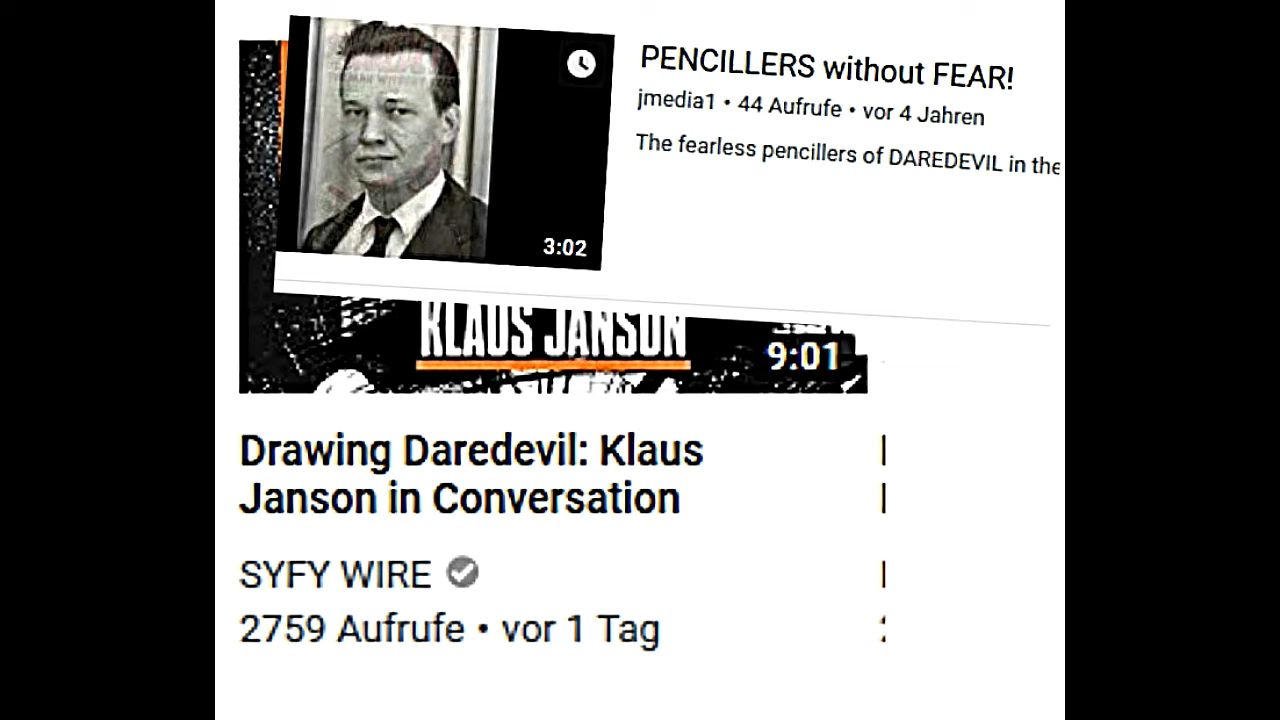 PENCILLERS without FEAR!
jmedia1 • 44 Aufrufe • vor 4 Jahren
The fearless pencillers of DAREDEVIL in the
3:02
KLAUS JANSON
9:01
Drawing Daredevil: Klaus
Janson in Conversation
SYFY WIRE
2759 Aufrufe • vor 1 Tag